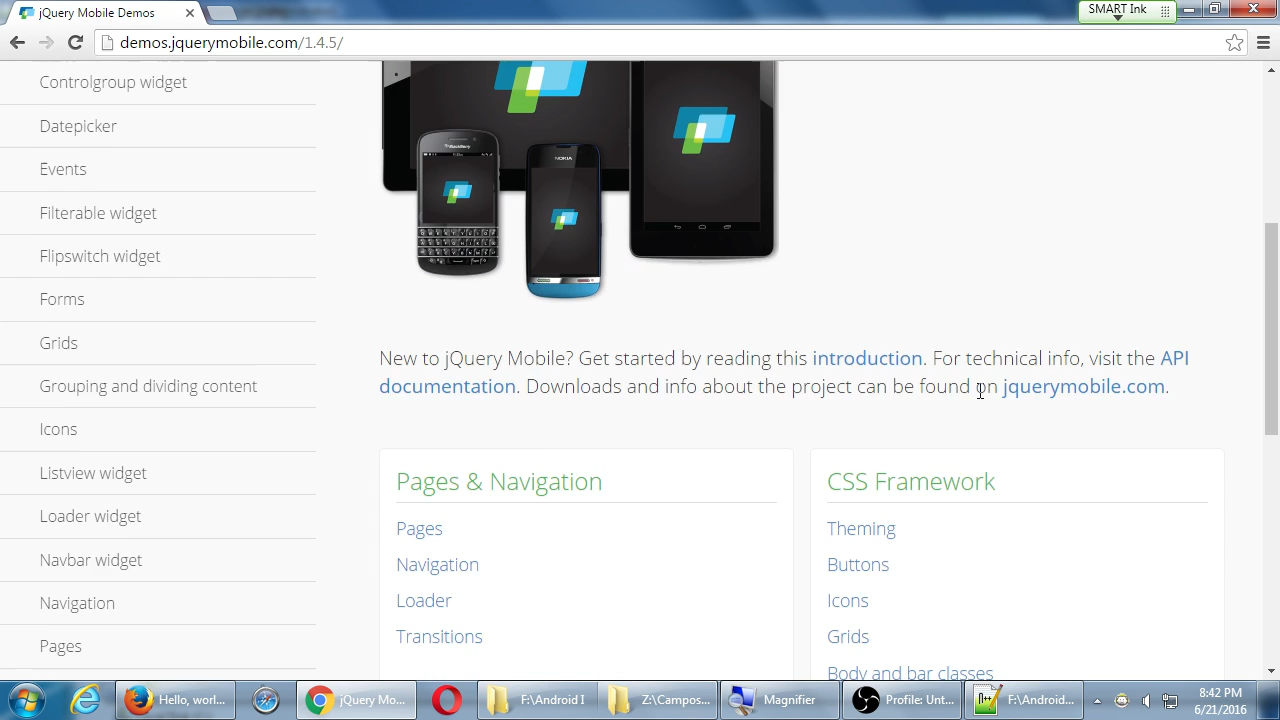 jQuery Mobile Demos
SMART Ink
demos.jquerymobile.com/1.4.5/
Controlgroup widget
Datepicker
Events
Filterable widget
Flipswitch widget
Forms
Grids
Grouping and dividing content
Icons
Listview widget
Loader widget
Navbar widget
Navigation
Pages
BlackBerry
NOKIA
New to jQuery Mobile? Get started by reading this introduction. For technical info, visit the API
documentation. Downloads and info about the project can be found on jquerymobile.com.
Pages & Navigation
Pages
Navigation
Loader
Transitions
CSS Framework
Theming
Buttons
Icons
Grids
Body and bar classes
Hello, worl...
jQuery Mo...
F:\Android I
Z:\Campos...
Magnifier
Profile: Unt...
F:\Android...
8:42 PM
6/21/2016